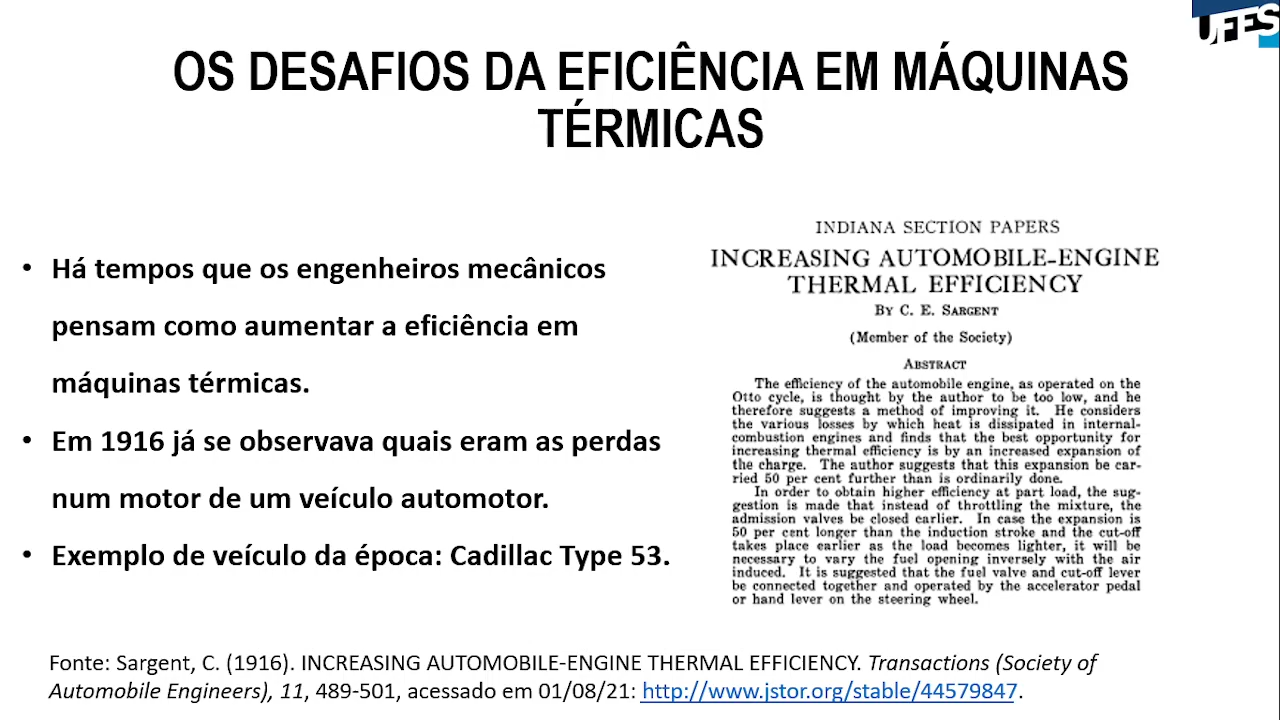 UFES
OS DESAFIOS DA EFICIÊNCIA EM MÁQUINAS
TÉRMICAS
• Há tempos que os engenheiros mecânicos
pensam como aumentar a eficiência em
máquinas térmicas.
• Em 1916 já se observava quais eram as perdas
num motor de um veículo automotor.
• Exemplo de veículo da época: Cadillac Type 53.
INDIANA SECTION PAPERS
INCREASING AUTOMOBILE-ENGINE
THERMAL EFFICIENCY
BY C. E. SARGENT
(Member of the Society)
ABSTRACT
The efficiency of the automobile engine, as operated on the
Otto cycle, is thought by the author to be too low, and he
therefore suggests a method of improving it. He considers
the various losses by which heat is dissipated in internal-
combustion engines and finds that the best opportunity for
increasing thermal efficiency is by an increased expansion of
the charge. The author suggests that this expansion be car-
ried 50 per cent further than is ordinarily done.
In order to obtain higher efficiency at part load, the sug-
gestion is made that instead of throttling the mixture, the
admission valves be closed earlier. In case the expansion is
50 per cent longer than the induction stroke and the cut-off
takes place earlier as the load becomes lighter, it will be
necessary to vary the fuel opening inversely with the air
induced. It is suggested that the fuel valve and cut-off lever
be connected together and operated by the accelerator pedal
or hand lever on the steering wheel.
Fonte: Sargent, C. (1916). INCREASING AUTOMOBILE-ENGINE THERMAL EFFICIENCY. Transactions (Society of
Automobile Engineers), 11, 489-501, acessado em 01/08/21: http://www.jstor.org/stable/44579847.